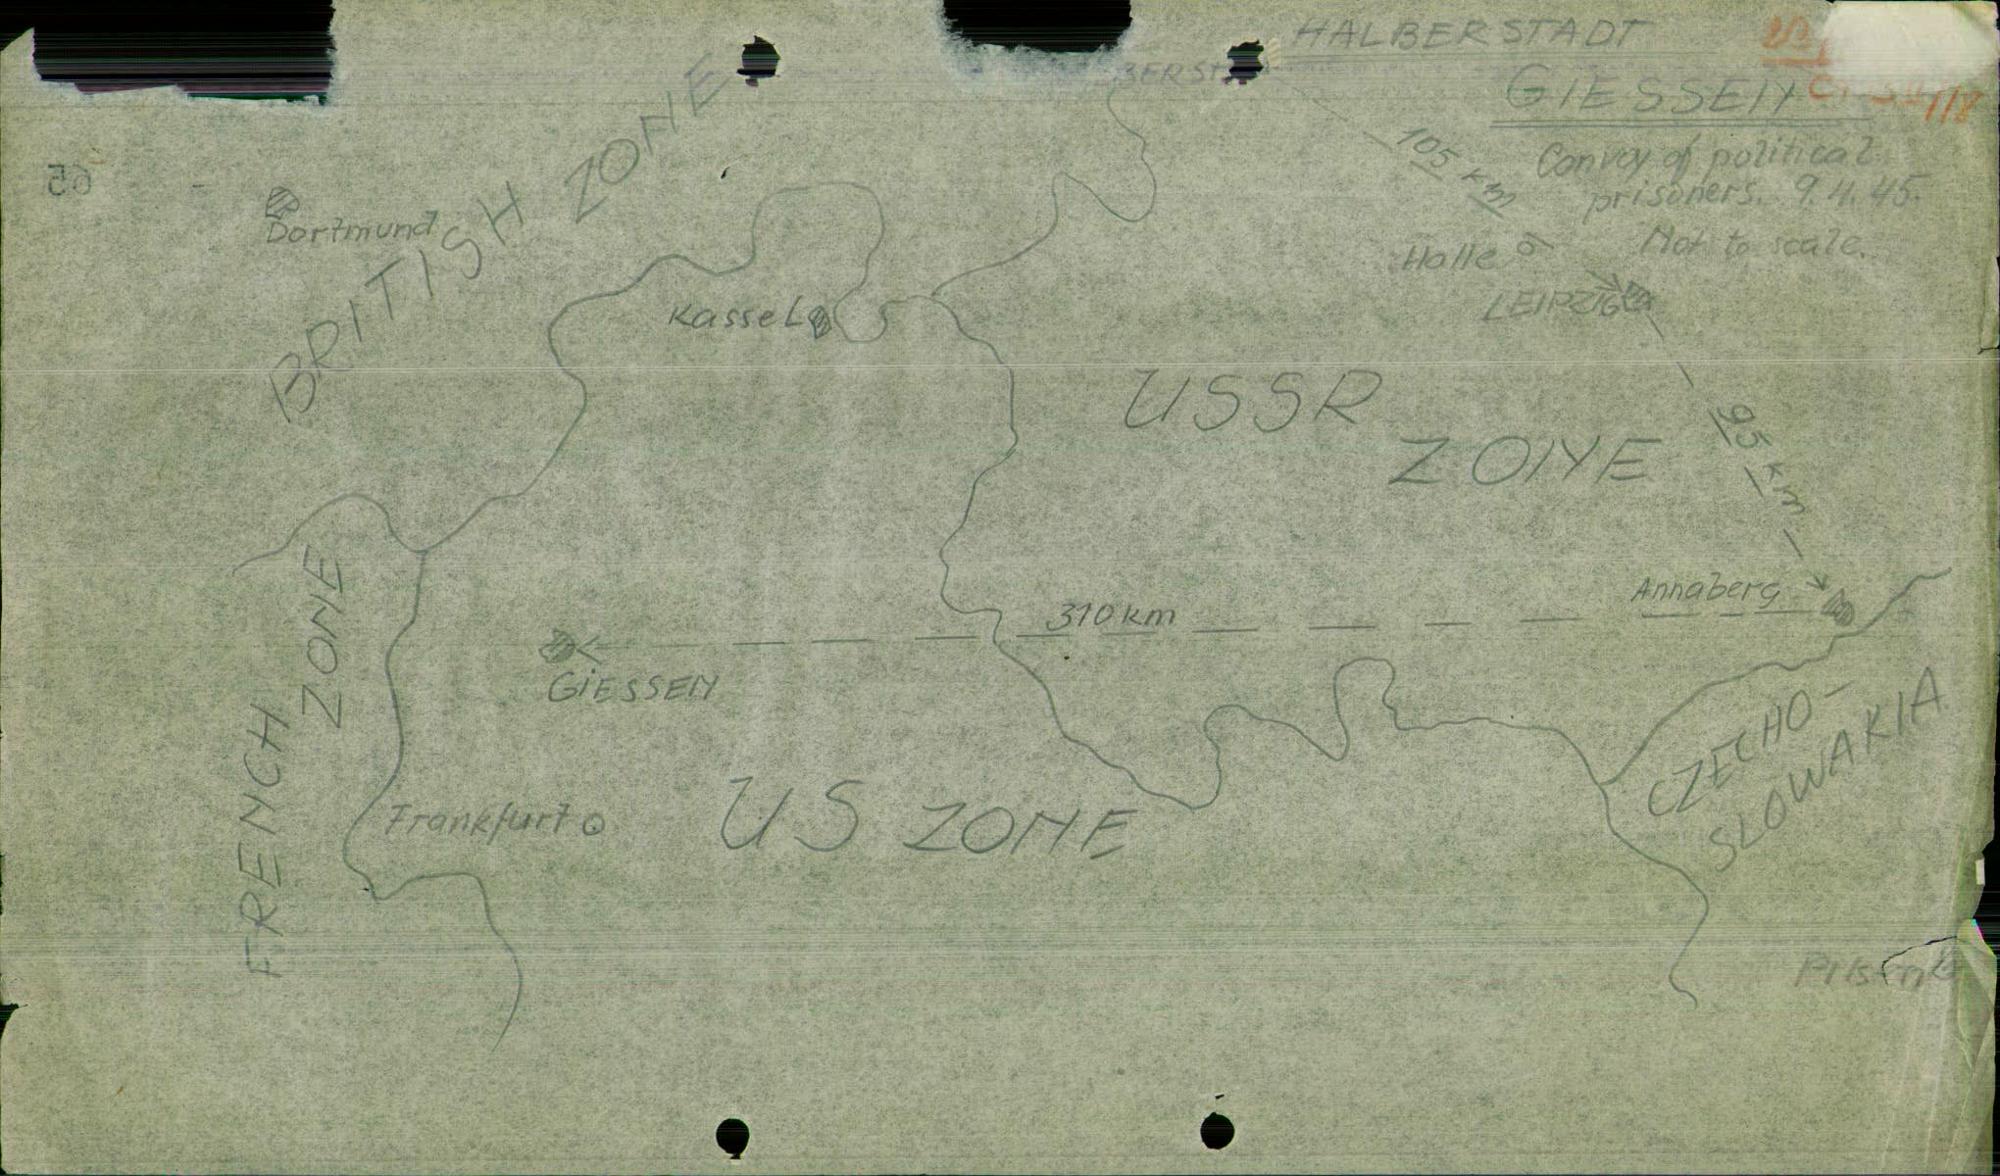 HALBERSTADT
GIESSEN
Convoy of political
prisoners. 9.4.45.
Not to scale.
BRITISH ZONE
65
Dortmund
105 km
Halle
LEIPZIG
Kassel
USSR
ZONE
95 km
FRENCH
ZONE
310 km
Annaberg
GIESSEN
CZECHO-
SLOWAKIA
Frankfurt
US ZONE